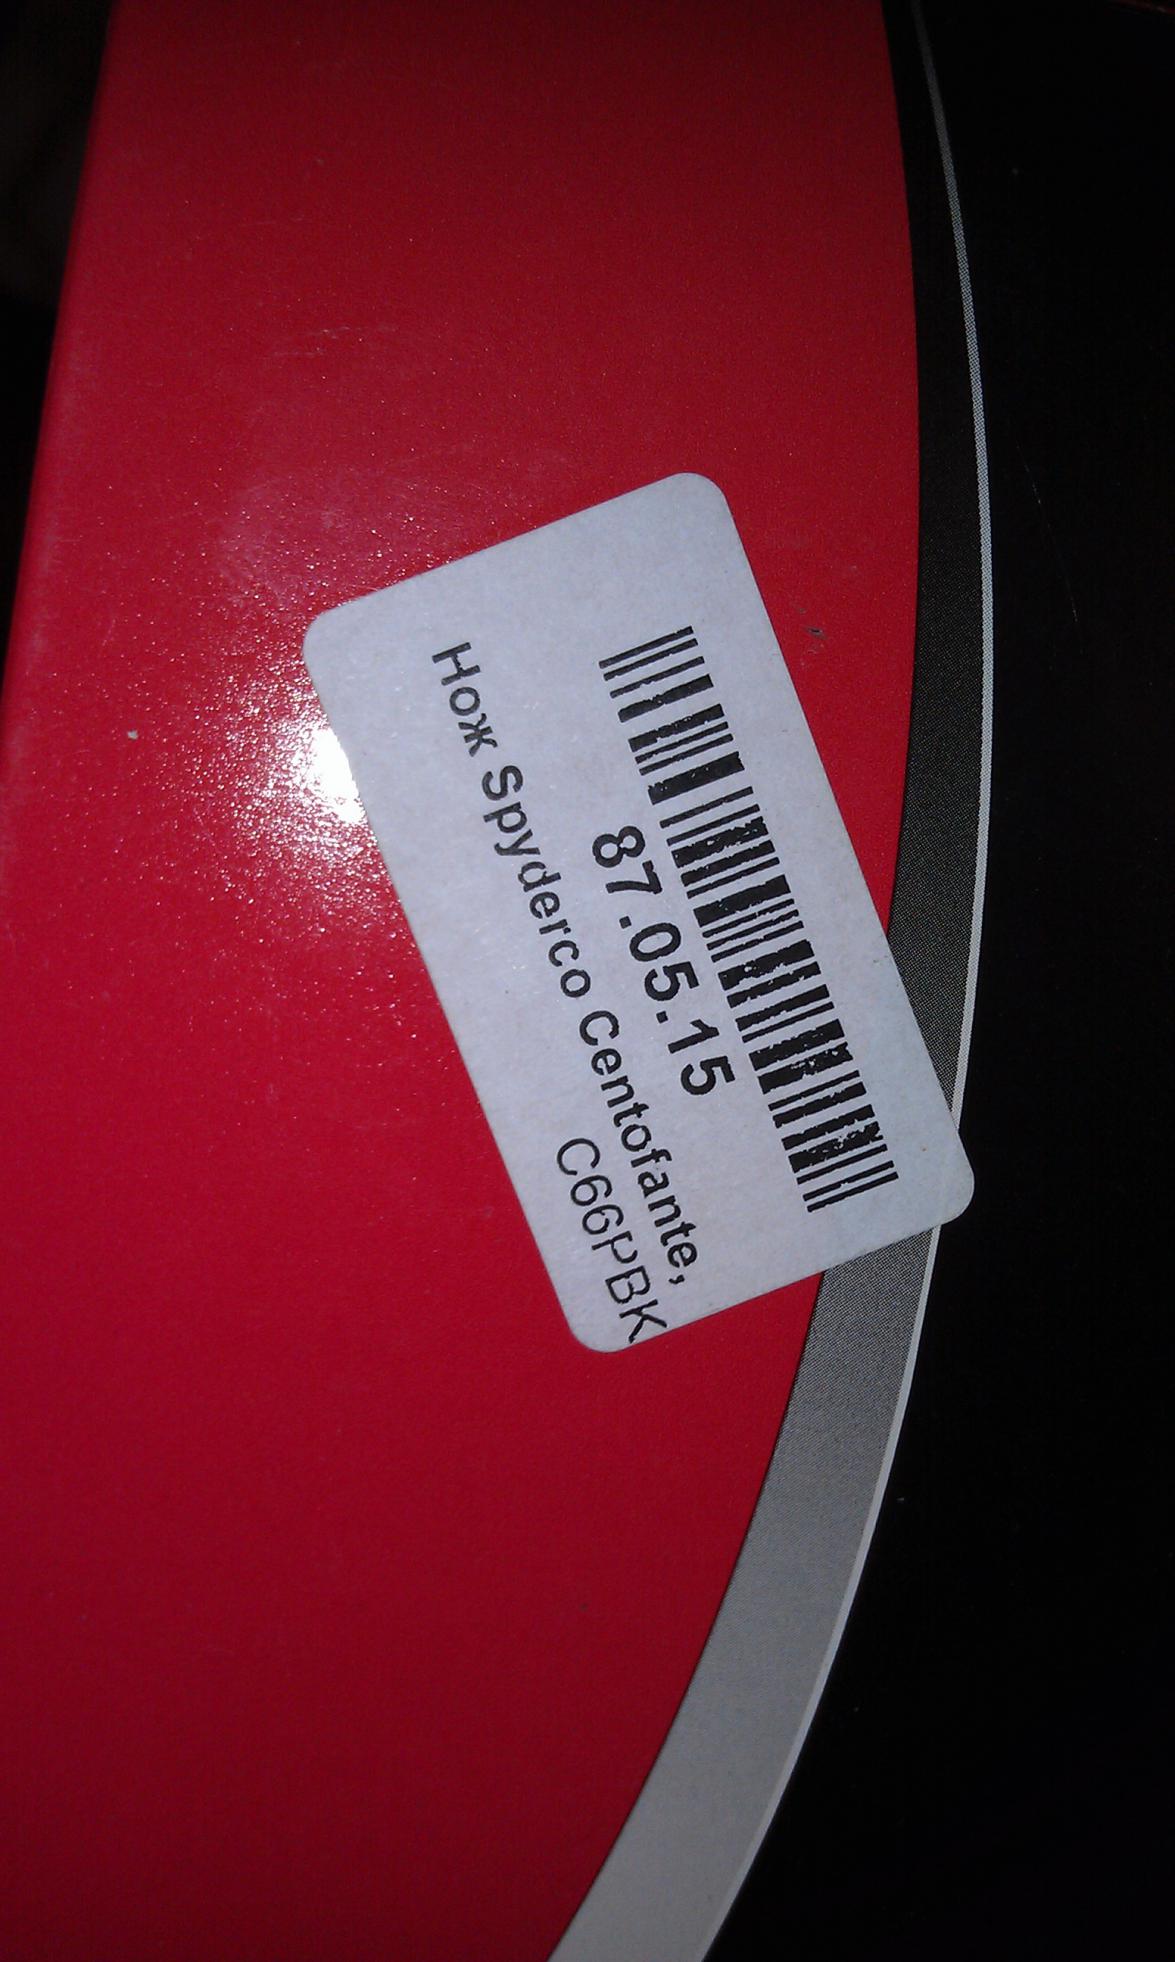 87.05.15
Нож Spyderco Centofante,
C66PBK